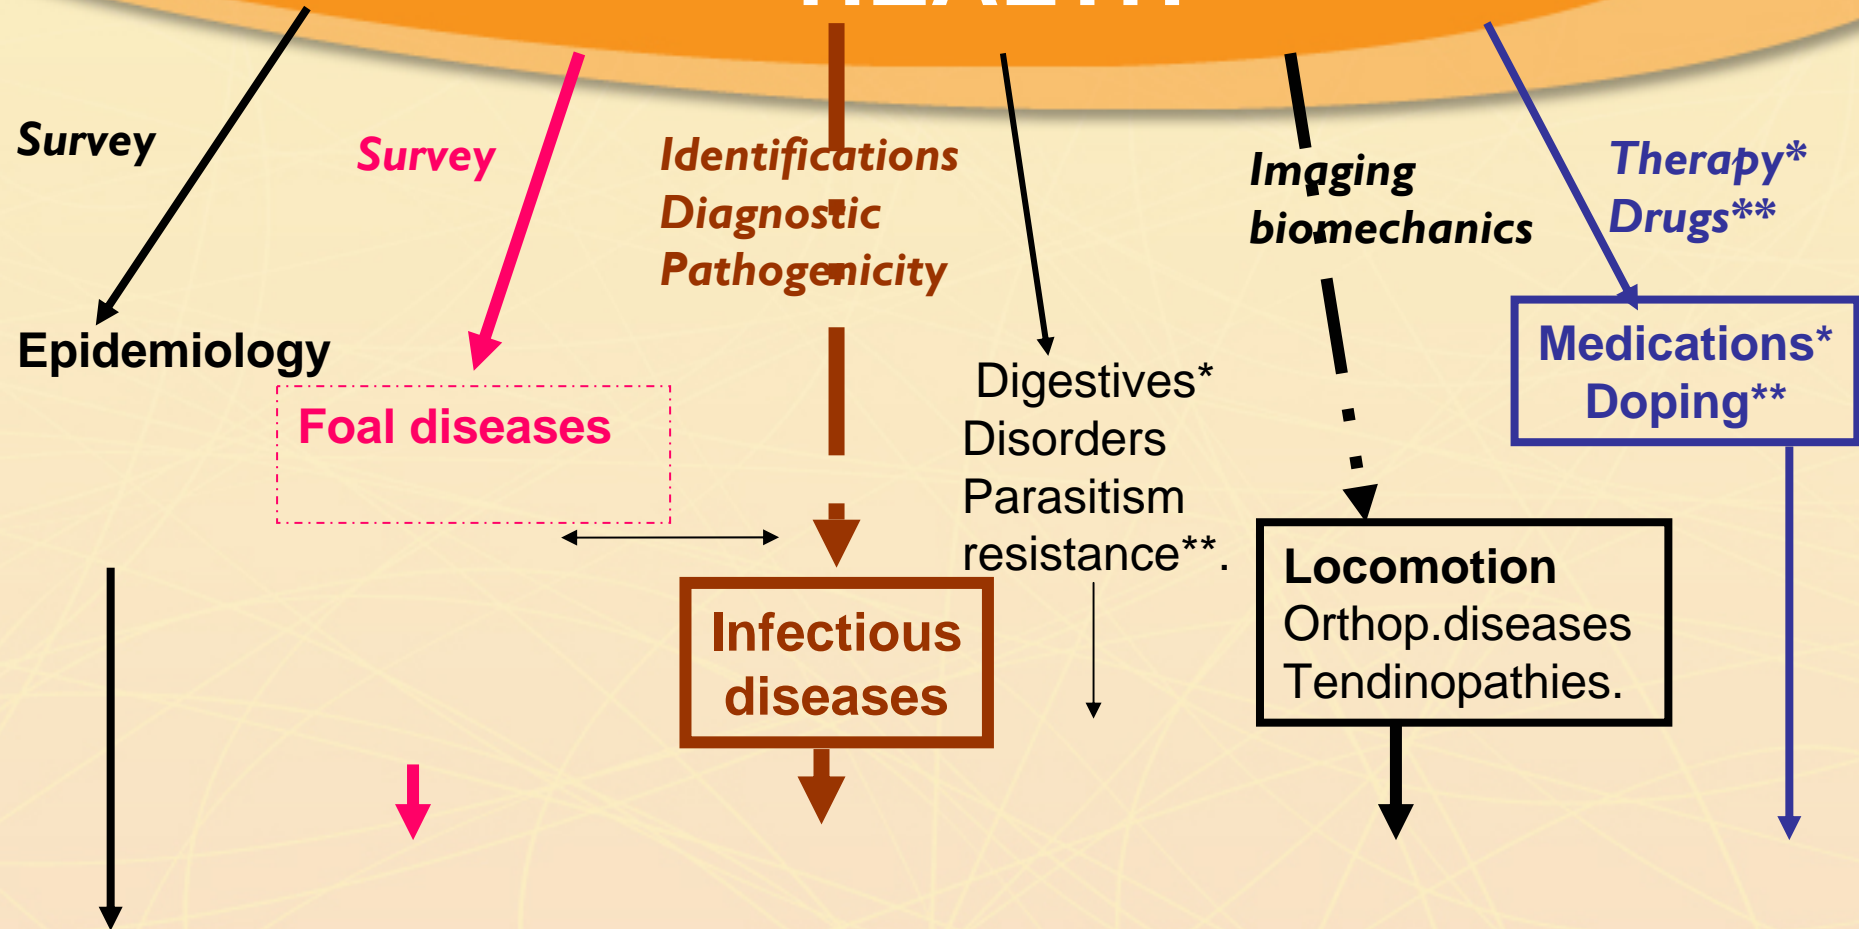 HEALTH
Survey
Epidemiology
Survey
Foal diseases
Identifications
Diagnostic
Pathogenicity
Infectious
diseases
Digestives*
Disorders
Parasitism
resistance**.
Imaging
biomechanics
Locomotion
Orthop.diseases
Tendinopathies.
Therapy*
Drugs**
Medications*
Doping**